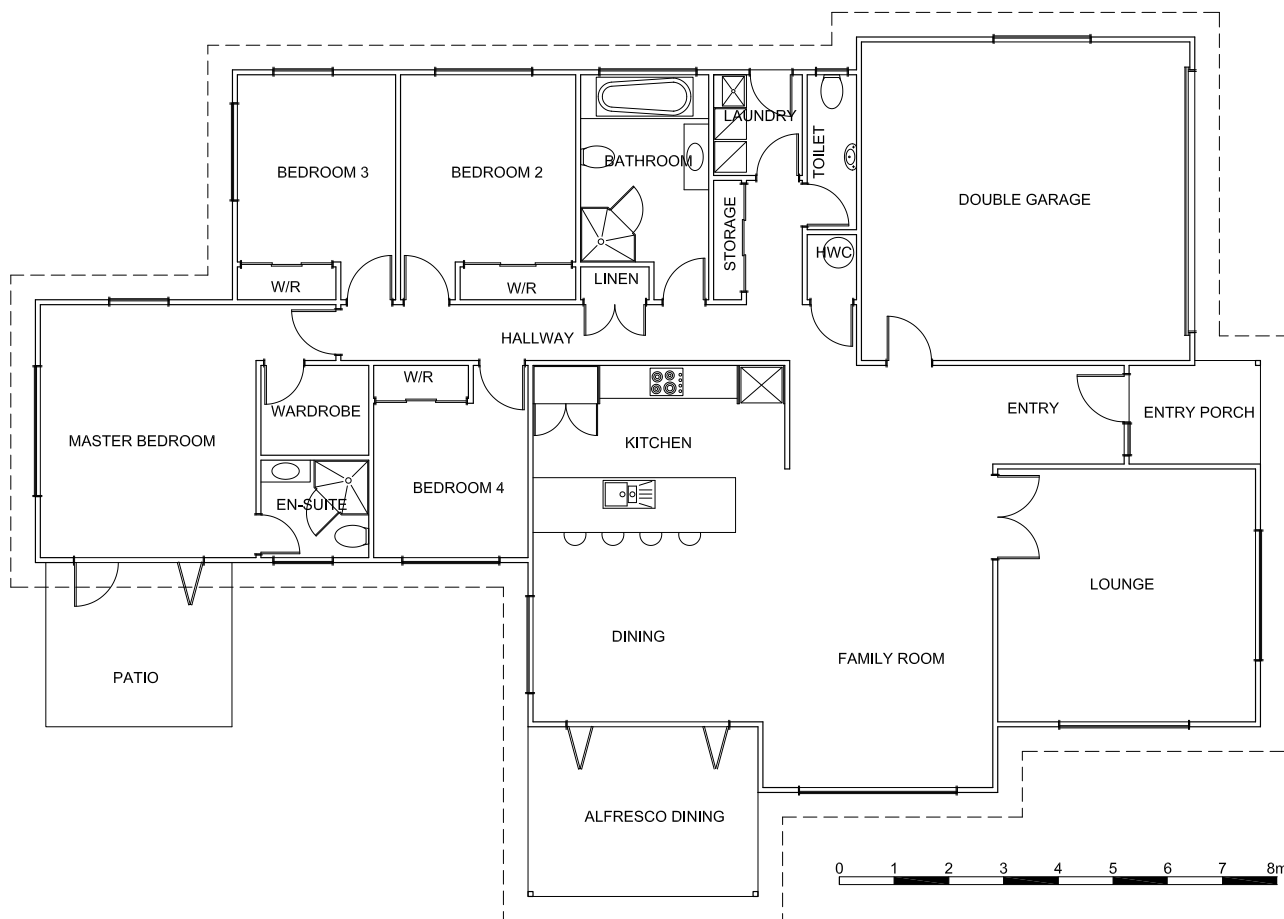 LAUNDRY
TOILET
BEDROOM 3
BEDROOM 2
BATHROOM
DOUBLE GARAGE
STORAGE
HWC
W/R
W/R
LINEN
HALLWAY
W/R
WARDROBE
MASTER BEDROOM
KITCHEN
ENTRY
ENTRY PORCH
EN-SUITE
BEDROOM 4
LOUNGE
DINING
FAMILY ROOM
PATIO
ALFRESCO DINING
0 1 2 3 4 5 6 7 8m